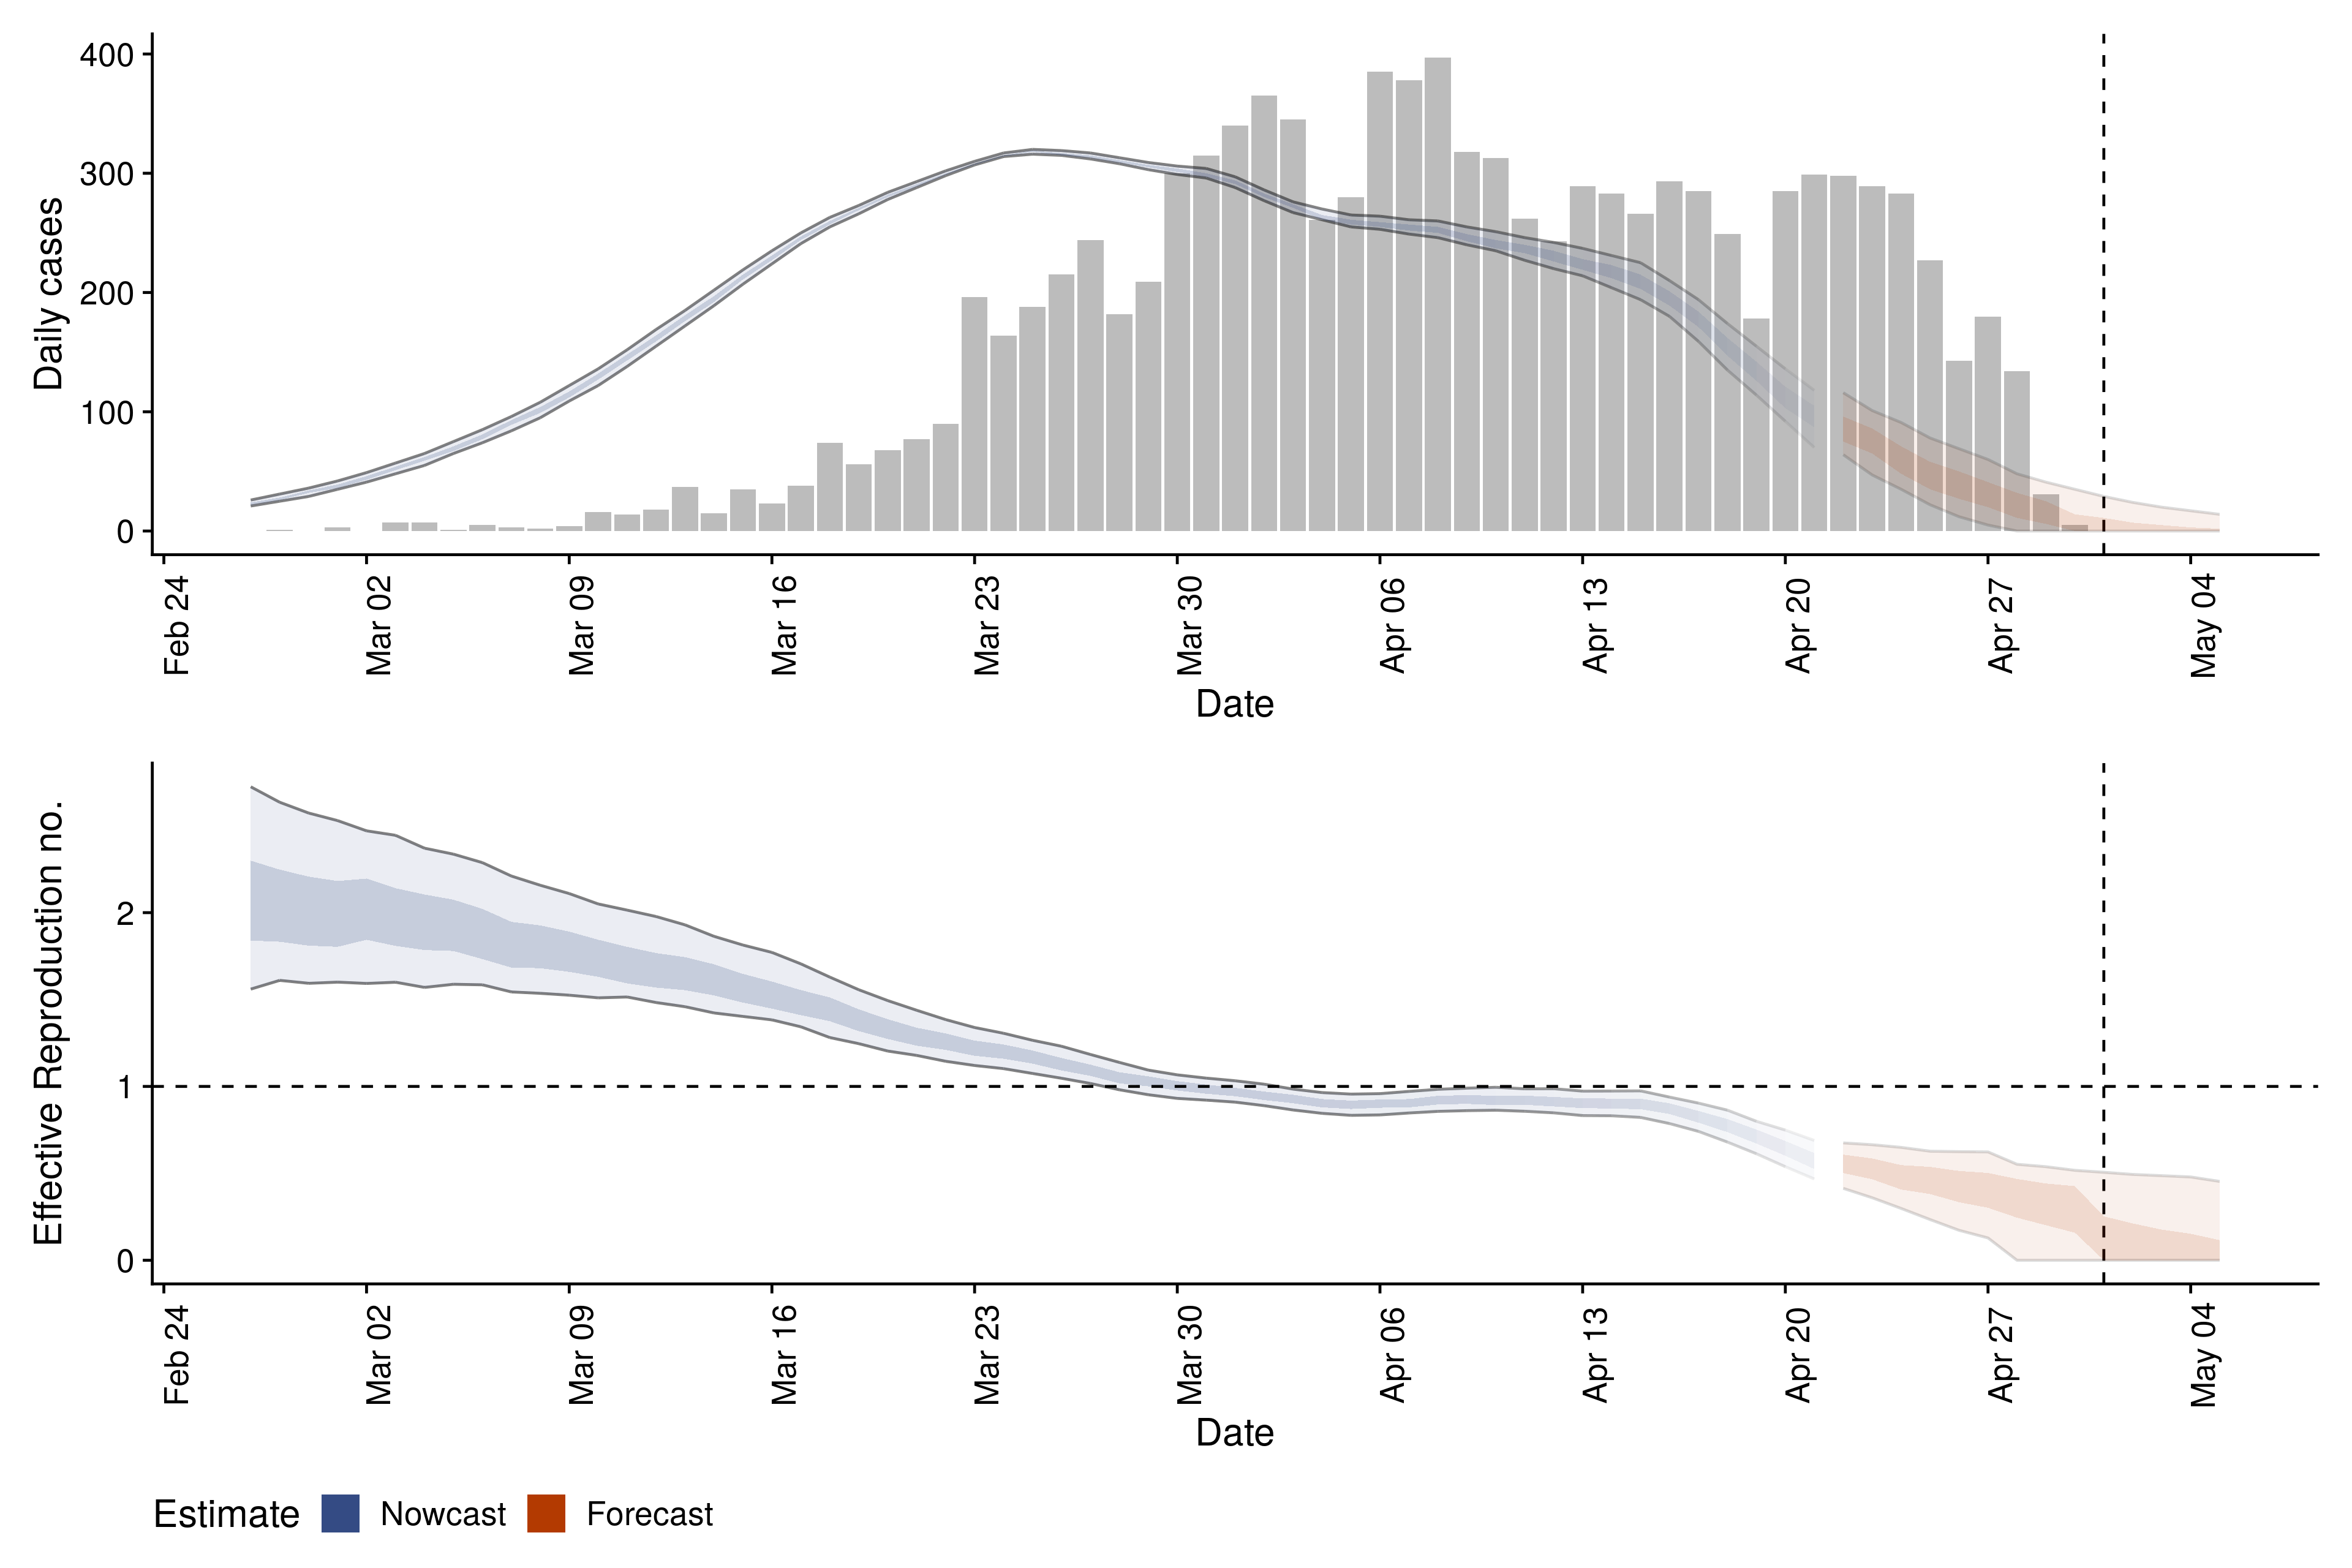 Daily cases
400
300
200
100
0
Feb 24
Mar 02
Mar 09
Mar 16
Mar 23
Mar 30
Apr 06
Apr 13
Apr 20
Apr 27
May 04
Date
Effective Reproduction no.
2
1
0
Feb 24
Mar 02
Mar 09
Mar 16
Mar 23
Mar 30
Apr 06
Apr 13
Apr 20
Apr 27
May 04
Date
Estimate Nowcast Forecast